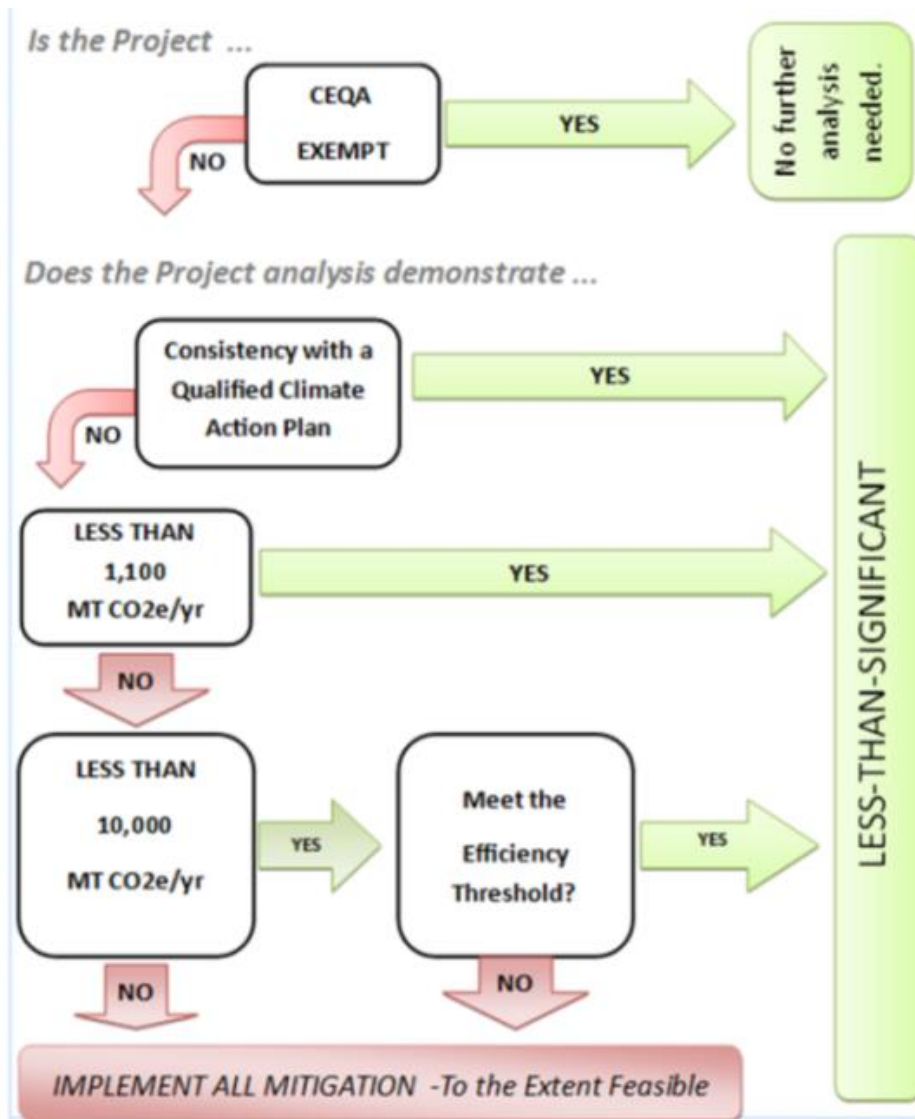 Is the Project ...
CEQA
EXEMPT
YES
No further
analysis
needed.
NO
Does the Project analysis demonstrate ...
Consistency with a
Qualified Climate
Action Plan
YES
NO
LESS THAN
1,100
MT CO2e/yr
YES
NO
LESS THAN
10,000
MT CO2e/yr
YES
Meet the
Efficiency
Threshold?
YES
LESS-THAN-SIGNIFICANT
NO
NO
IMPLEMENT ALL MITIGATION -To the Extent Feasible